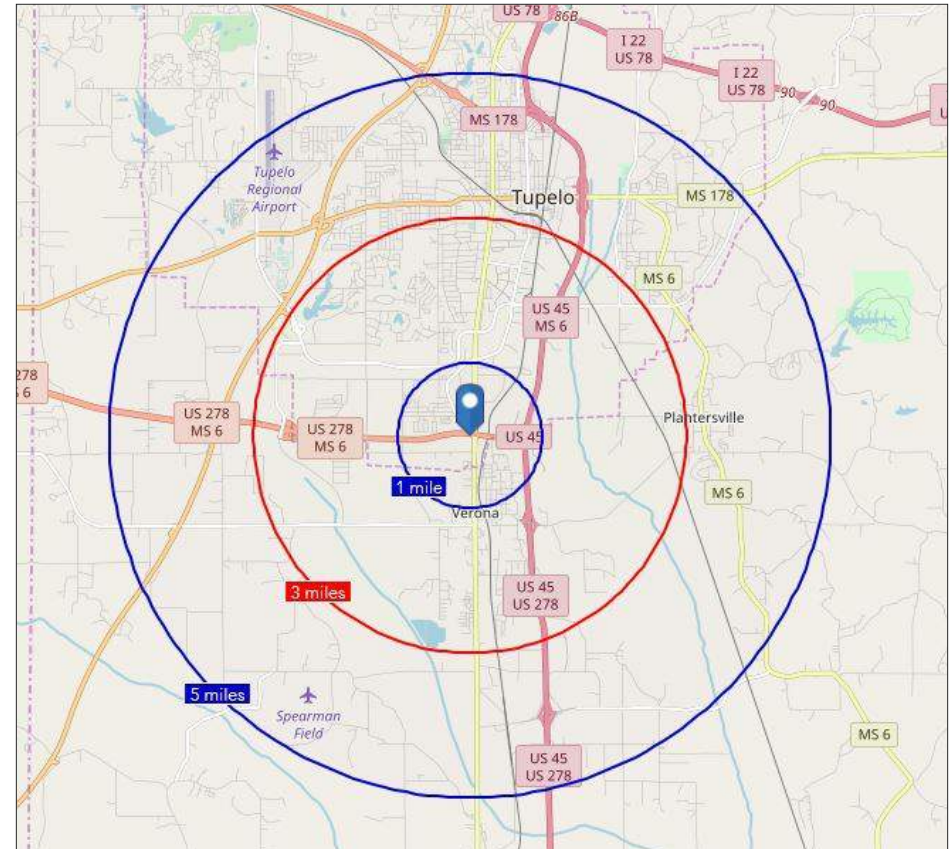 US 78
86B
I 22
US 78
I 22
US 78
90
90
U
MS 178
Tupelo
Regional
Airport
Tupelo
MS 178
MS 6
US 45
MS 6
278
6
US 278
MS 6
US 278
MS 6
US 45
Plantersville
1 mile
MS 6
Verona
3 miles
US 45
US 278
5 miles
Spearman
Field
MS 6
US 45
US 278